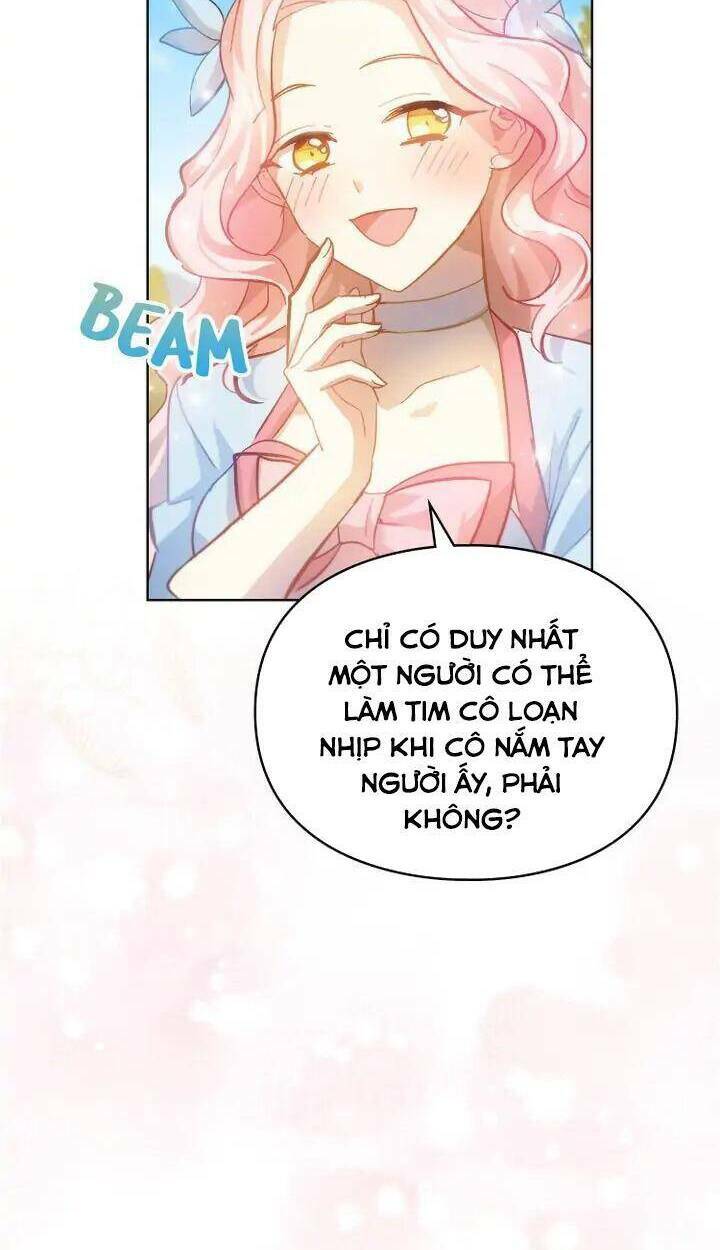 BEAM
CHỈ CÓ DUY NHẤT
MỘT NGƯỜI CÓ THỂ
LÀM TIM CÔ LOẠN
NHỊP KHI CÔ NẮM TAY
NGƯỜI ẤY, PHẢI
KHÔNG?